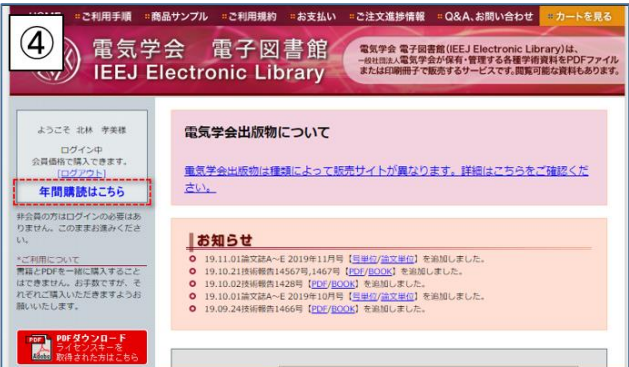 HOME ご利用手順 商品サンプル ご利用規約 お支払い ご注文進捗情報 Q&A、お問い合わせ カートを見る
④
電気学会 電子図書館
IEEJ Electronic Library
電気学会 電子図書館(IEEJ Electronic Library)は、
一般社団法人電気学会が保有・管理する各種学術資料をPDFファイル
または印刷冊子で販売するサービスです。閲覧可能な資料もあります。
ようこそ 北林 孝美様
ログイン中
会員価格で購入できます。
[ログアウト]
年間購読はこちら
非会員の方はログインの必要はあ
りません。このままお進みくださ
い。
*ご利用について
書籍とPDFを一緒に購入すること
はできません。お手数ですが、そ
れぞれご購入いただきますようお
願いいたします。
PDF Adobe
PDFダウンロード
ライセンスキーを
取得された方はこちら
電気学会出版物について
電気学会出版物は種類によって販売サイトが異なります。詳細はこちらをご確認くだ
さい。
お知らせ
19.11.01論文誌A～E 2019年11月号【号単位/論文単位】を追加しました。
19.10.21技術報告14567号,1467号【PDF/BOOK】を追加しました。
19.10.02技術報告1428号【PDF/BOOK】を追加しました。
19.10.01論文誌A～E 2019年10月号【号単位/論文単位】を追加しました。
19.09.24技術報告1466号【PDF/BOOK】を追加しました。